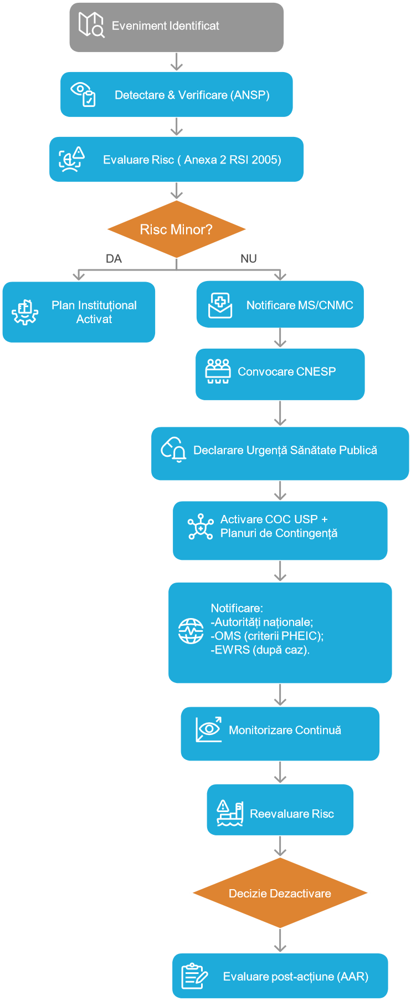 Eveniment Identificat
Detectare & Verificare (ANSP)
Evaluare Risc ( Anexa 2 RSI 2005)
Risc Minor?
DA
NU
Plan Instituțional
Activat
Notificare MS/CNMC
Convocare CNESP
Declarare Urgență Sănătate Publică
Activare COC USP +
Planuri de Contingență
Notificare:
-Autorități naționale;
-OMS (criterii PHEIC);
-EWRS (după caz).
Monitorizare Continuă
Reevaluare Risc
Decizie Dezactivare
Evaluare post-acțiune (AAR)